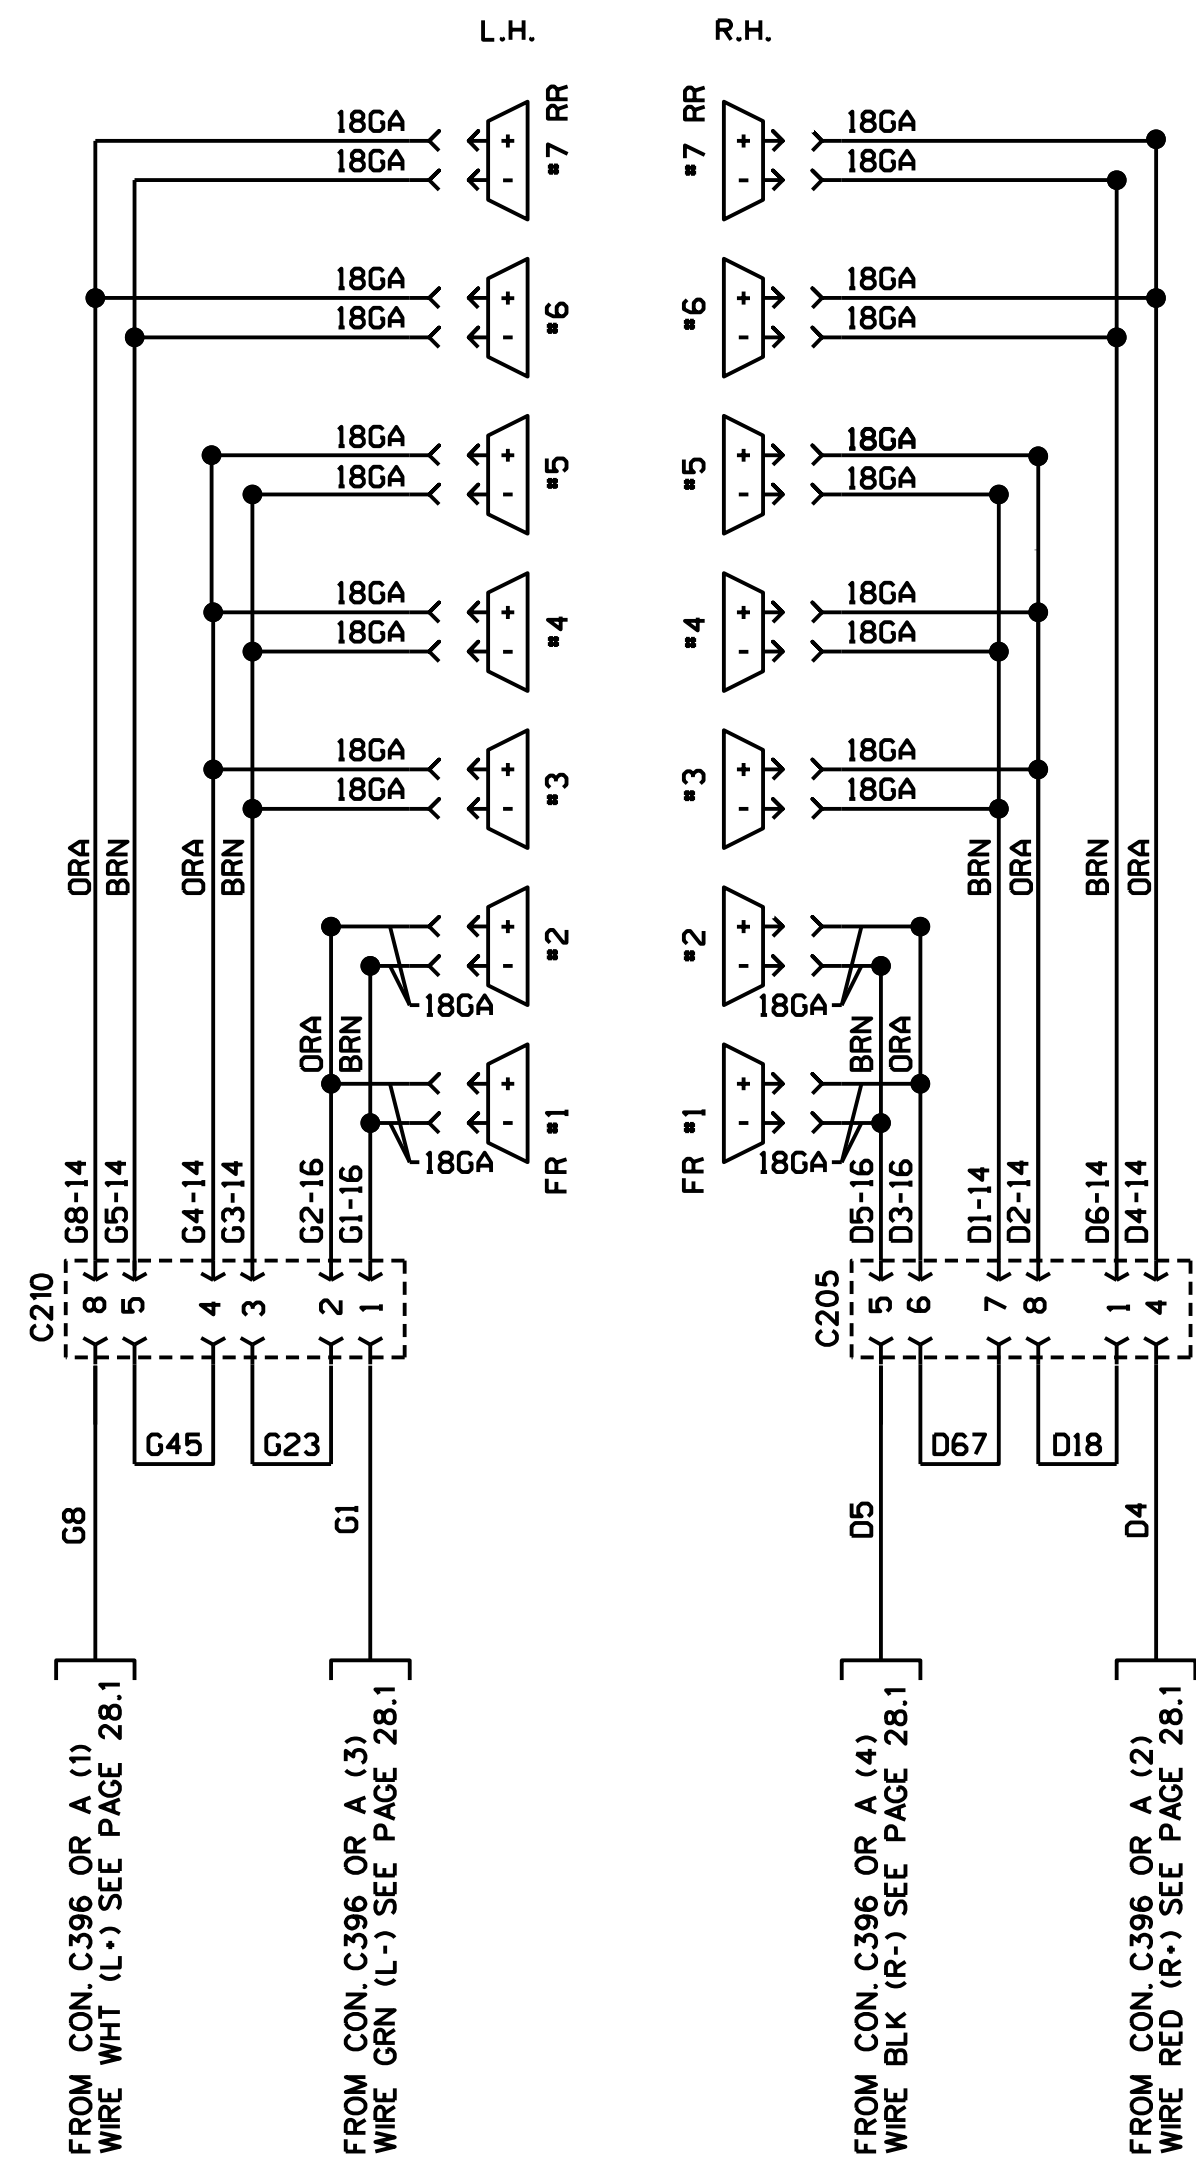 L.H.
R.H.
18GA
+
#7 RR
#7 RR
+
18GA
18GA
-
-
18GA
18GA
+
#6
#6
+
18GA
18GA
-
-
18GA
18GA
+
#5
#5
+
18GA
18GA
-
-
18GA
18GA
+
#4
#4
+
18GA
18GA
-
-
18GA
18GA
+
#3
#3
+
18GA
18GA
-
-
18GA
ORA
BRN
ORA
BRN
BRN
ORA
BRN
ORA
+
#2
#2
+
-
-
18GA
18GA
ORA
BRN
BRN
ORA
+
FR #1
FR #1
+
-
-
18GA
18GA
G8-14
G5-14
G4-14
G3-14
G2-16
G1-16
D5-16
D3-16
D1-14
D2-14
D6-14
D4-14
C210
8
5
4
3
2
1
C205
5
6
7
8
1
4
G45
G23
D67
D18
G8
G1
D5
D4
FROM CON. C396 OR A (1)
WIRE WHT (L+) SEE PAGE 28.1
FROM CON. C396 OR A (3)
WIRE GRN (L-) SEE PAGE 28.1
FROM CON. C396 OR A (4)
WIRE BLK (R-) SEE PAGE 28.1
FROM CON. C396 OR A (2)
WIRE RED (R+) SEE PAGE 28.1